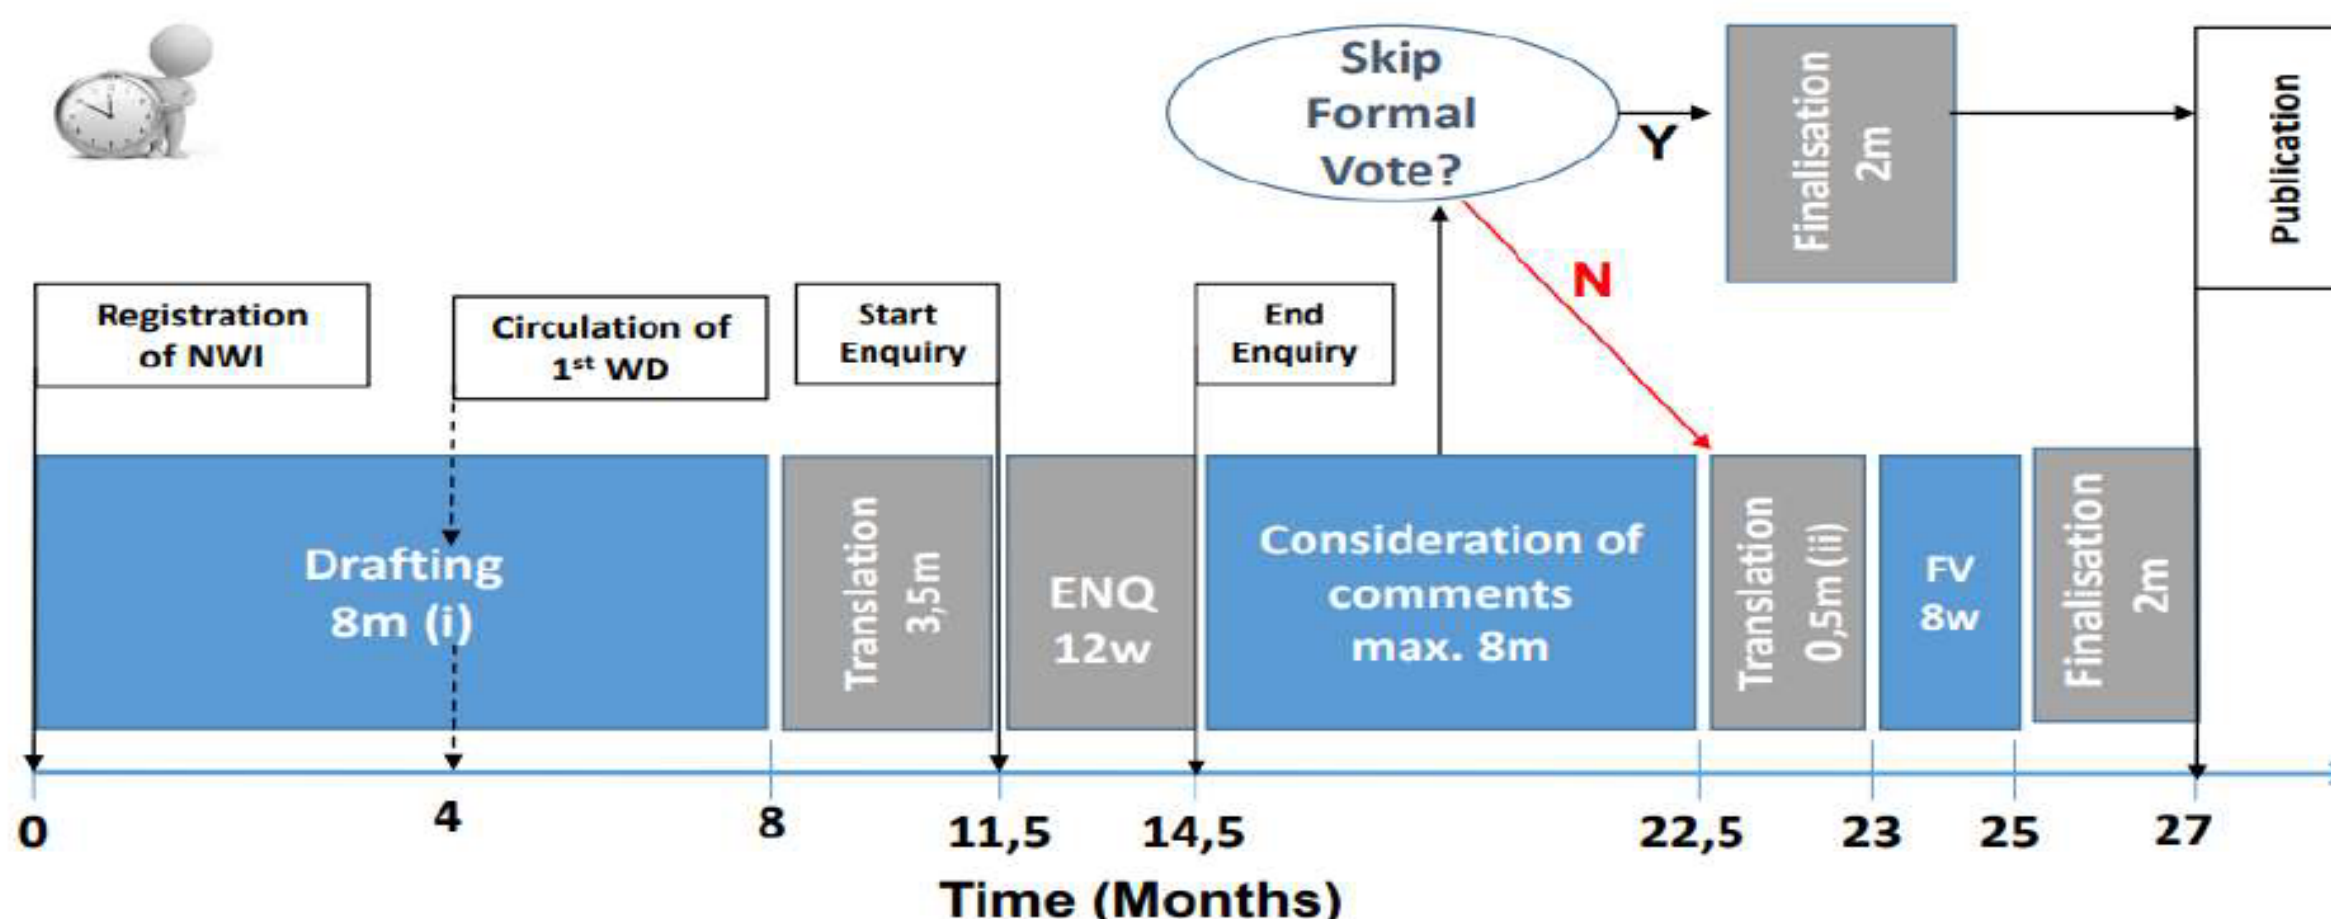 Skip
Formal
Vote?
Y
N
Finalisation
2m
Publication
Registration
of NWI
Circulation of
1st WD
Start
Enquiry
End
Enquiry
Drafting
8m (i)
Translation
3,5m
ENQ
12w
Consideration of
comments
max. 8m
Translation
0,5m (ii)
FV
8w
Finalisation
2m
0
4
8
11,5
14,5
22,5
23
25
27
Time (Months)